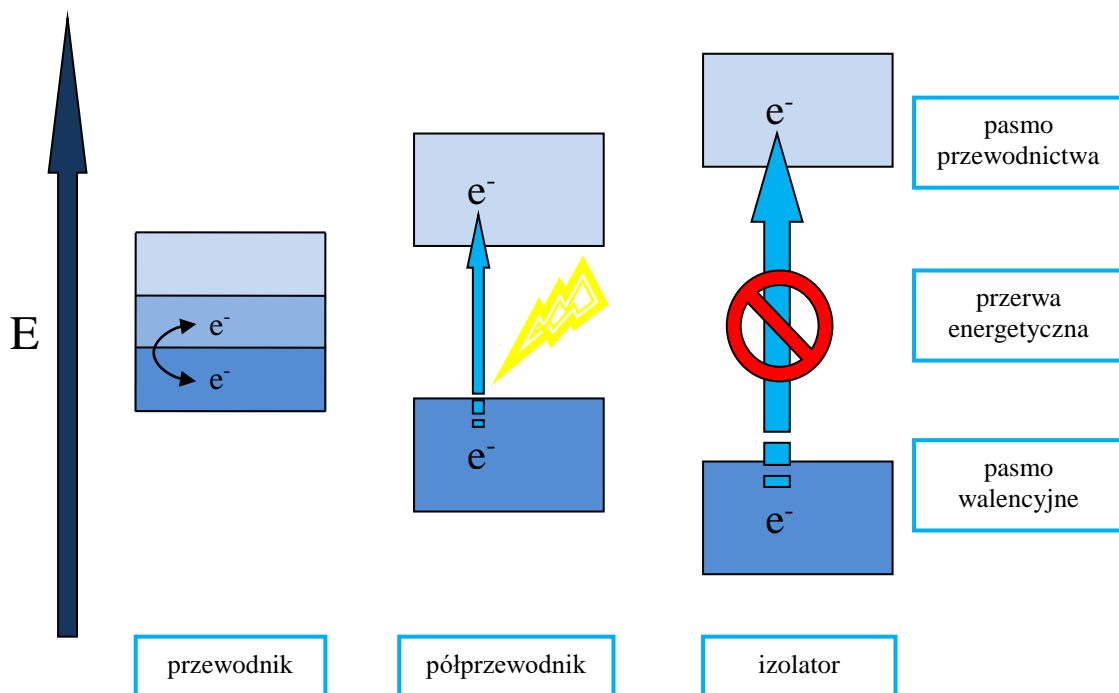 e-
pasmo
przewodnictwa
e-
E
e-
e-
przerwa
energetyczna
e-
e-
pasmo
walencyjne
przewodnik
półprzewodnik
izolator